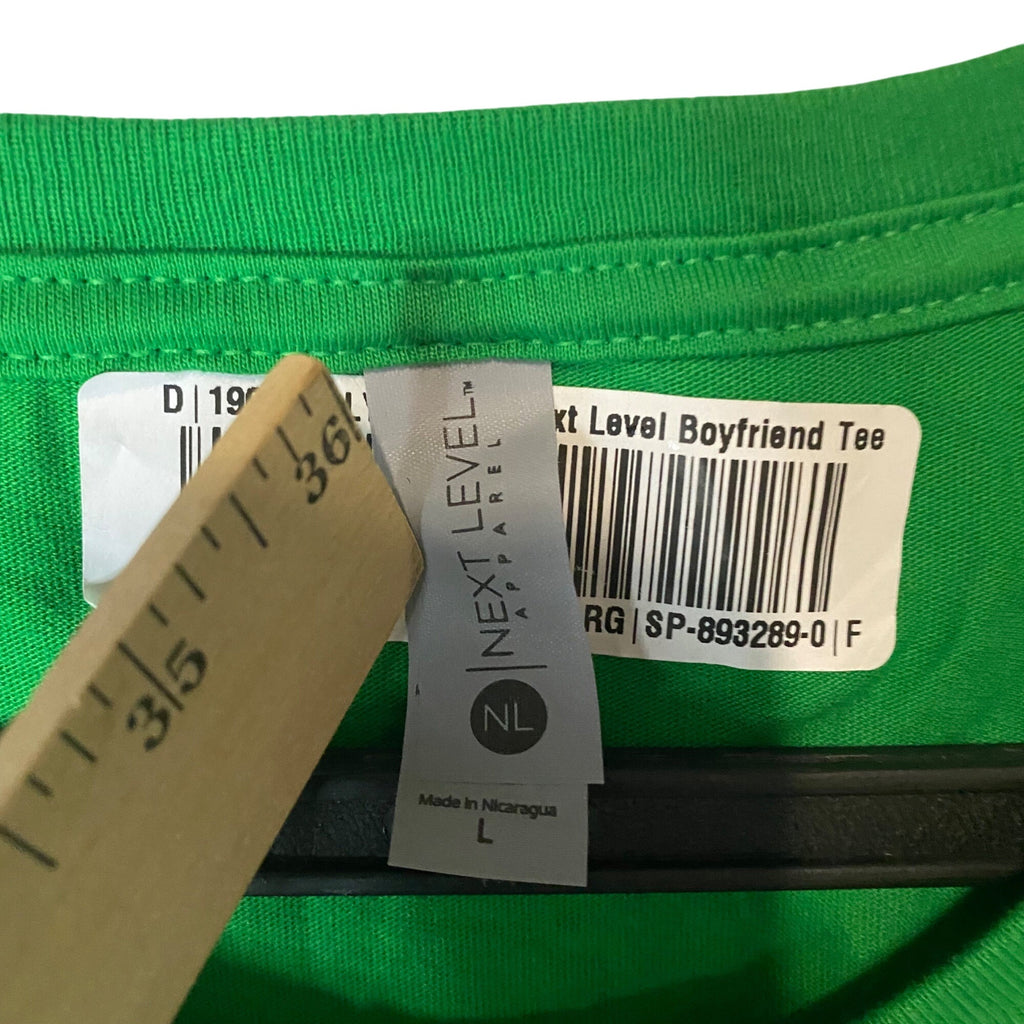 D | 19
xt Level Boyfriend Tee
RG | SP-893289-0 | F
NEXT LEVEL™
APPAREL
NL
Made in Nicaragua
L
36
35